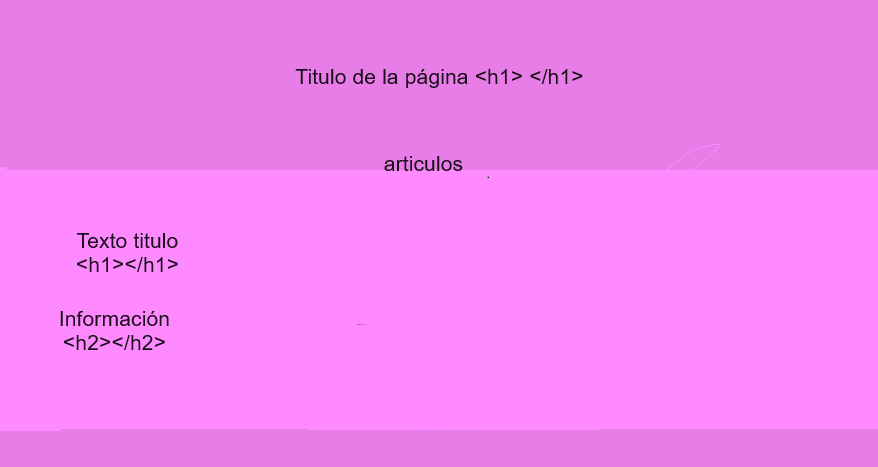 Titulo de la página <h1> </h1>
articulos
Texto titulo
<h1></h1>
Información
<h2></h2>